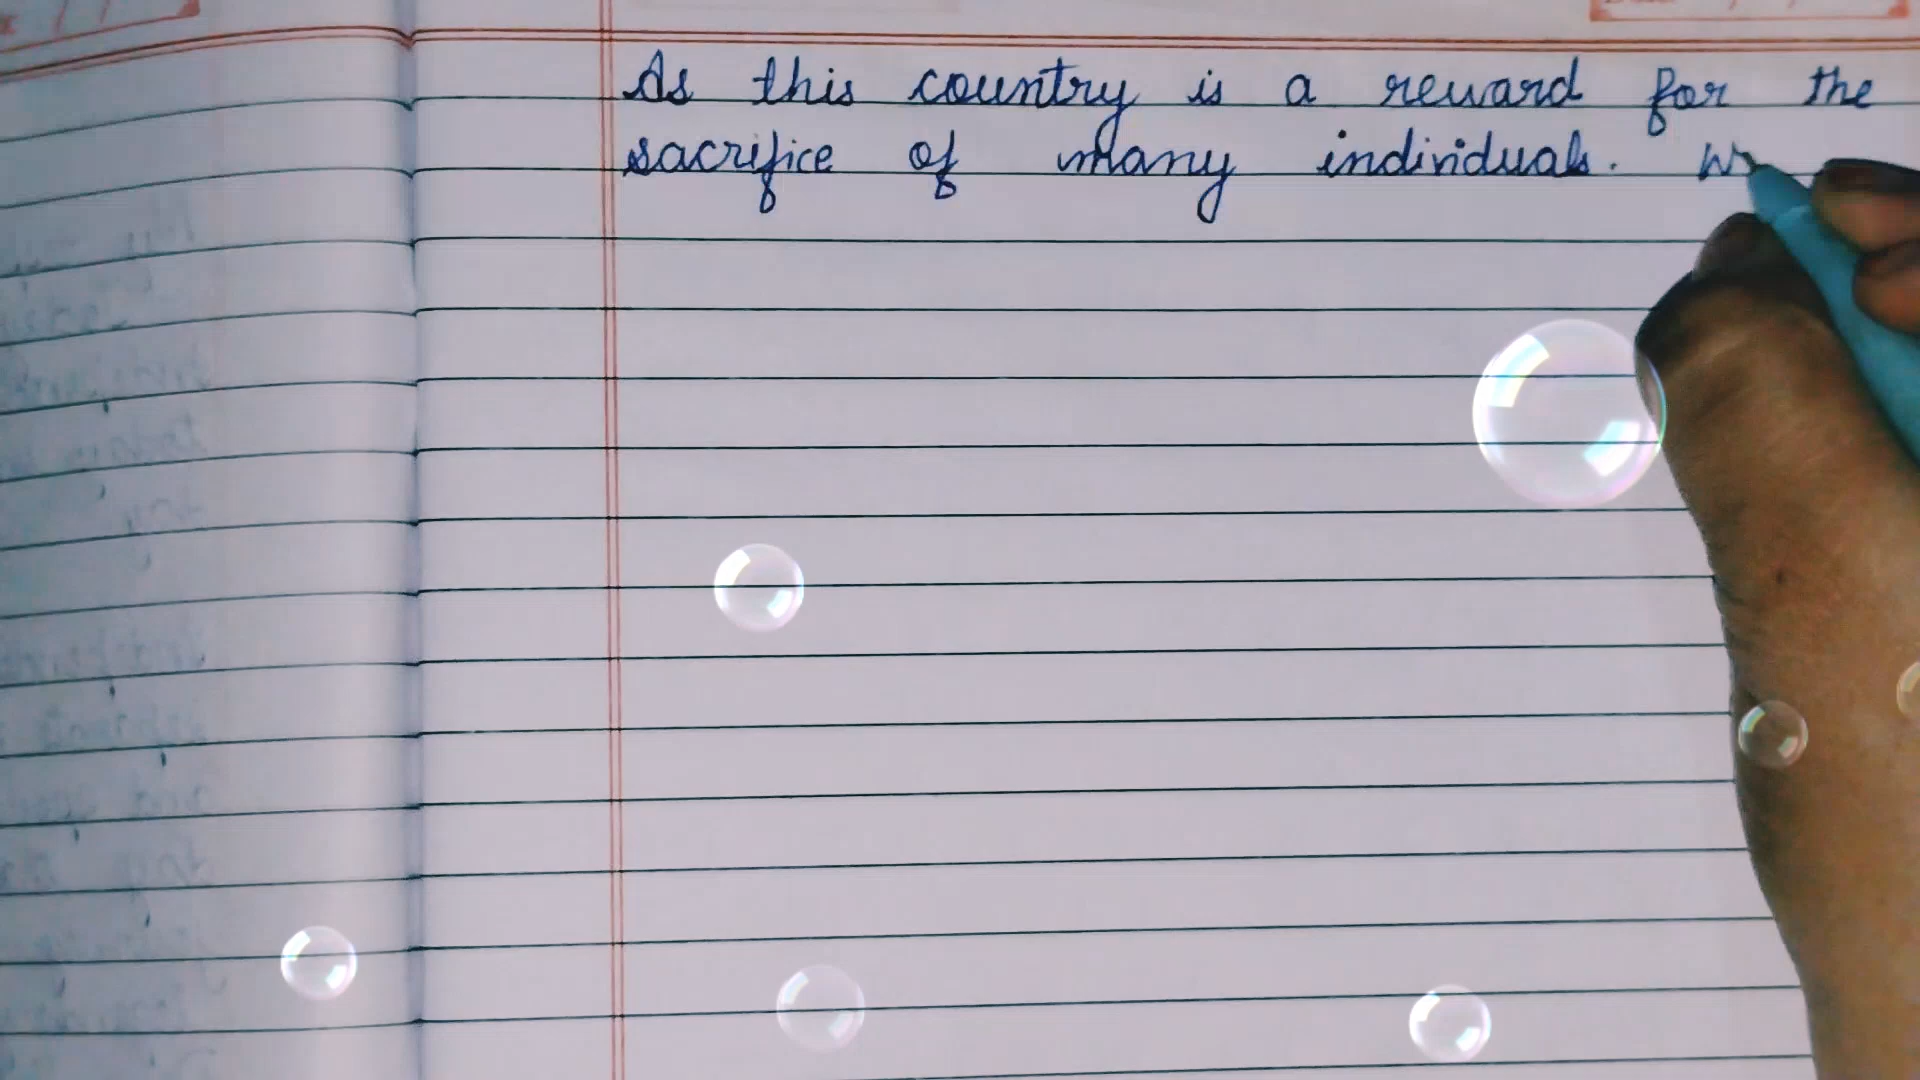 As this country is a reward for the
sacrifice of many individuals. W